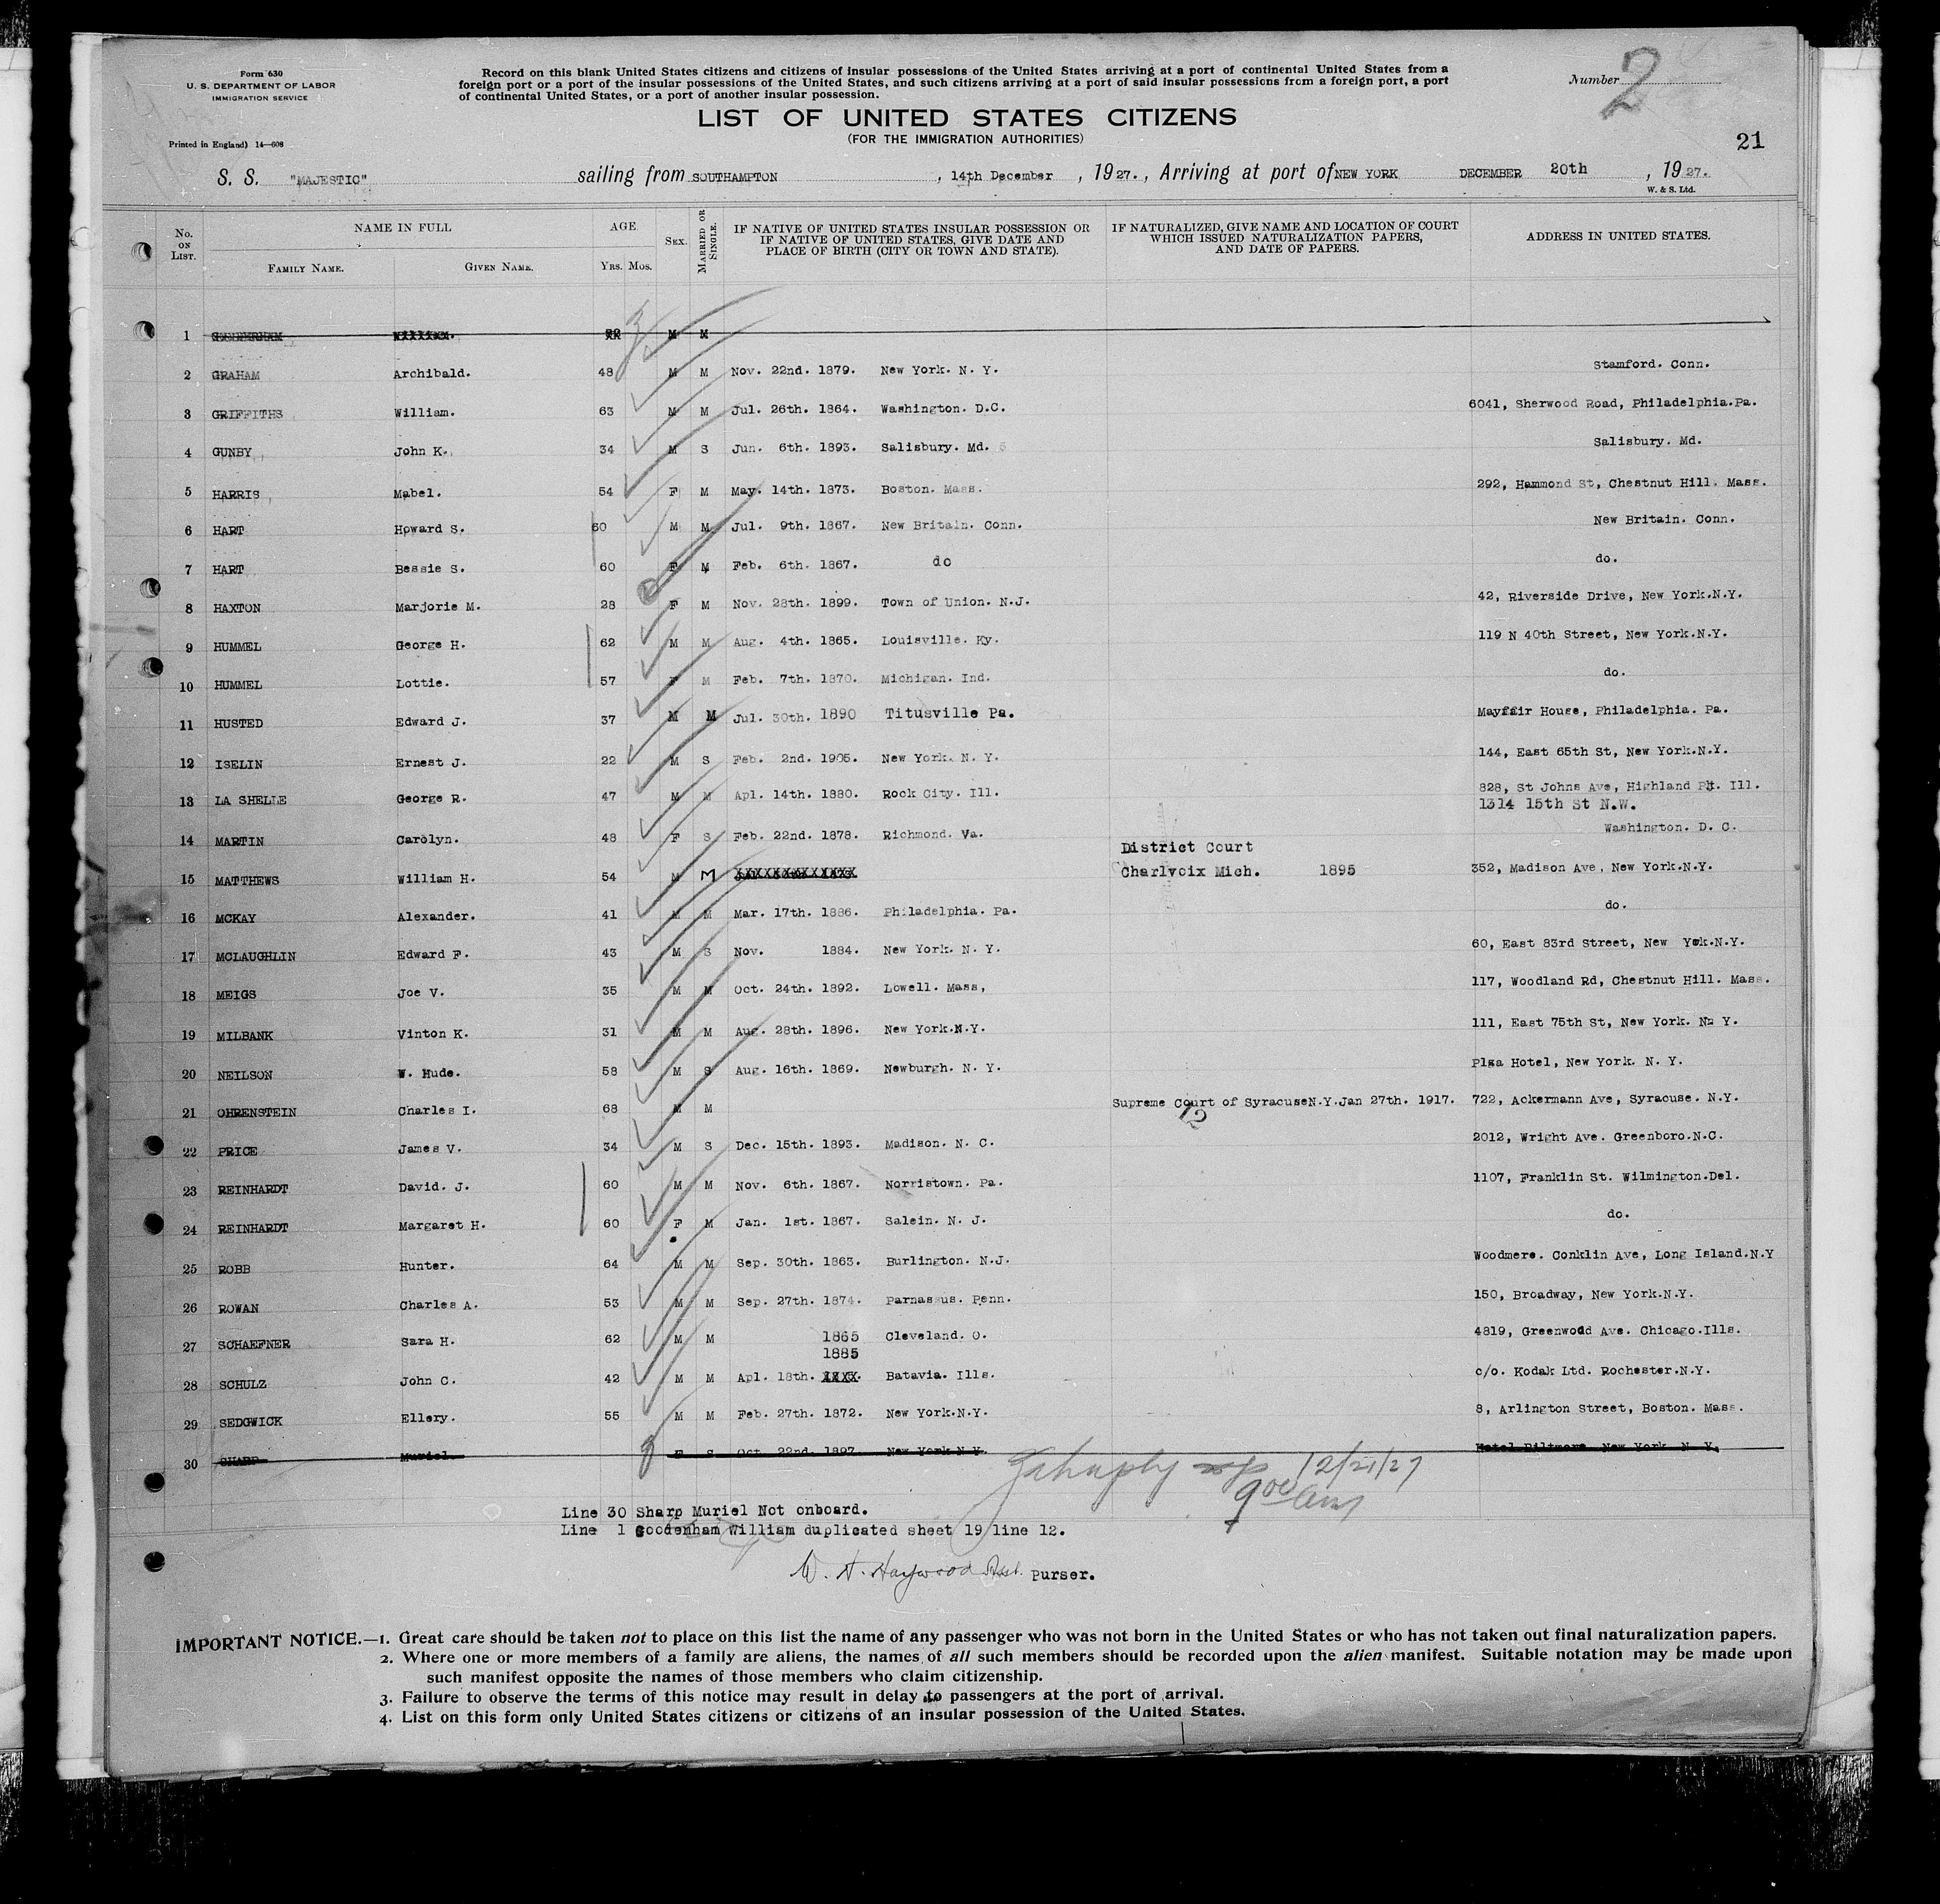 Form 630
U. S. DEPARTMENT OF LABOR
IMMIGRATION SERVICE
Printed in England) 14—608
Record on this blank United States citizens and citizens of insular possessions of the United States arriving at a port of continental United States from a
foreign port or a port of the insular possessions of the United States, and such citizens arriving at a port of said insular possessions from a foreign port, a port
of continental United States, or a port of another insular possession.
Number 2
LIST OF UNITED STATES CITIZENS
(FOR THE IMMIGRATION AUTHORITIES)
21
S. S. "MAJESTIC" sailing from SOUTHAMPTON, 14th December, 1927., Arriving at port of NEW YORK DECEMBER 20th, 1927.
W. & S. Ltd.
No. ON LIST. NAME IN FULL AGE SEX. MARRIED OR SINGLE. IF NATIVE OF UNITED STATES INSULAR POSSESSION OR IF NATIVE OF UNITED STATES, GIVE DATE AND PLACE OF BIRTH (CITY OR TOWN AND STATE). IF NATURALIZED, GIVE NAME AND LOCATION OF COURT WHICH ISSUED NATURALIZATION PAPERS, AND DATE OF PAPERS. ADDRESS IN UNITED STATES.
FAMILY NAME. GIVEN NAME. YRS. MOS.
1 William. M M
2 GRAHAM Archibald. 48 M M Nov. 22nd. 1879. New York. N. Y. Stamford. Conn.
3 GRIFFITHS William. 63 M M Jul. 26th. 1864. Washington. D.C. 6041, Sherwood Road, Philadelphia.Pa.
4 GUNBY John K. 34 M S Jun. 6th. 1893. Salisbury. Md. Salisbury. Md.
5 HARRIS Mabel. 54 F M May. 14th. 1873. Boston. Mass. 292, Hammond St, Chestnut Hill. Mass.
6 HART Howard S. 60 M M Jul. 9th. 1867. New Britain. Conn. New Britain. Conn.
7 HART Bessie S. 60 F M Feb. 6th. 1867. do do.
8 HAXTON Marjorie M. 28 F M Nov. 28th. 1899. Town of Union. N.J. 42, Riverside Drive, New York.N.Y.
9 HUMMEL George H. 62 M M Aug. 4th. 1865. Louisville. Ky. 119 N 40th Street, New York.N.Y.
10 HUMMEL Lottie. 57 F M Feb. 7th. 1870. Michigan. Ind. do.
11 HUSTED Edward J. 37 M M Jul. 30th. 1890 Titusville Pa. Mayffir House, Philadelphia. Pa.
12 ISELIN Ernest J. 22 M S Feb. 2nd. 1905. New York. N. Y. 144, East 65th St, New York.N.Y.
13 LA SHELLE George R. 47 M M Apl. 14th. 1880. Rock City. Ill. 828, St Johns Ave, Highland Pk. Ill.
1314 15th St N.W.
14 MARTIN Carolyn. 48 F S Feb. 22nd. 1878. Richmond. Va. Washington. D. C.
District Court
15 MATTHEWS William H. 54 M M XXXXXXXXXXXXX Charlvoix Mich. 1895 352, Madison Ave, New York.N.Y.
16 MCKAY Alexander. 41 M M Mar. 17th. 1886. Philadelphia. Pa. do.
17 MCLAUGHLIN Edward F. 43 M S Nov. 1884. New York. N. Y. 60, East 83rd Street, New Yok.N.Y.
18 MEIGS Joe V. 35 M M Oct. 24th. 1892. Lowell. Mass, 117, Woodland Rd, Chestnut Hill. Mass.
19 MILBANK Vinton K. 31 M M Aug. 28th. 1896. New York.N.Y. 111, East 75th St, New York. N. Y.
20 NEILSON W. Hude. 58 M S Aug. 16th. 1869. Newburgh. N. Y. Plza Hotel, New York. N. Y.
21 OHRENSTEIN Charles I. 68 M M Supreme Court of SyracuseN.Y.Jan 27th. 1917. 722, Ackermann Ave, Syracuse. N.Y.
12
22 PRICE James V. 34 M S Dec. 15th. 1893. Madison. N. C. 2012, Wright Ave. Greenboro.N.C.
23 REINHARDT David. J. 60 M M Nov. 6th. 1867. Norristown. Pa. 1107, Franklin St. Wilmington.Del.
24 REINHARDT Margaret H. 60 F M Jan. 1st. 1867. Salein. N. J. do.
25 ROBB Hunter. 64 M M Sep. 30th. 1863. Burlington. N.J. Woodmere. Conklin Ave, Long Island.N.Y
26 ROWAN Charles A. 53 M M Sep. 27th. 1874. Parnassus. Penn. 150, Broadway, New York.N.Y.
27 SCHAEFNER Sara H. 62 M M 1865 Cleveland. O. 4819, Greenwood Ave. Chicago.Ills.
1885
28 SCHULZ John C. 42 M M Apl. 18th. XXXX. Batavia. Ills. c/o. Kodak Ltd. Rochester.N.Y.
29 SEDGWICK Ellery. 55 M M Feb. 27th. 1872. New York.N.Y. 8, Arlington Street, Boston. Mass.
30 SHARP Muriel. F S Oct. 22nd. 1897. New York N.Y. Hotel Biltmore New York. N. Y.
12/21/27
9 00 am
Line 30 Sharp Muriel Not onboard.
Line 1 Goodenham William duplicated sheet 19 line 12.
W. H. Haywood Asst. purser.
IMPORTANT NOTICE.—1. Great care should be taken not to place on this list the name of any passenger who was not born in the United States or who has not taken out final naturalization papers.
2. Where one or more members of a family are aliens, the names of all such members should be recorded upon the alien manifest. Suitable notation may be made upon
such manifest opposite the names of those members who claim citizenship.
3. Failure to observe the terms of this notice may result in delay to passengers at the port of arrival.
4. List on this form only United States citizens or citizens of an insular possession of the United States.